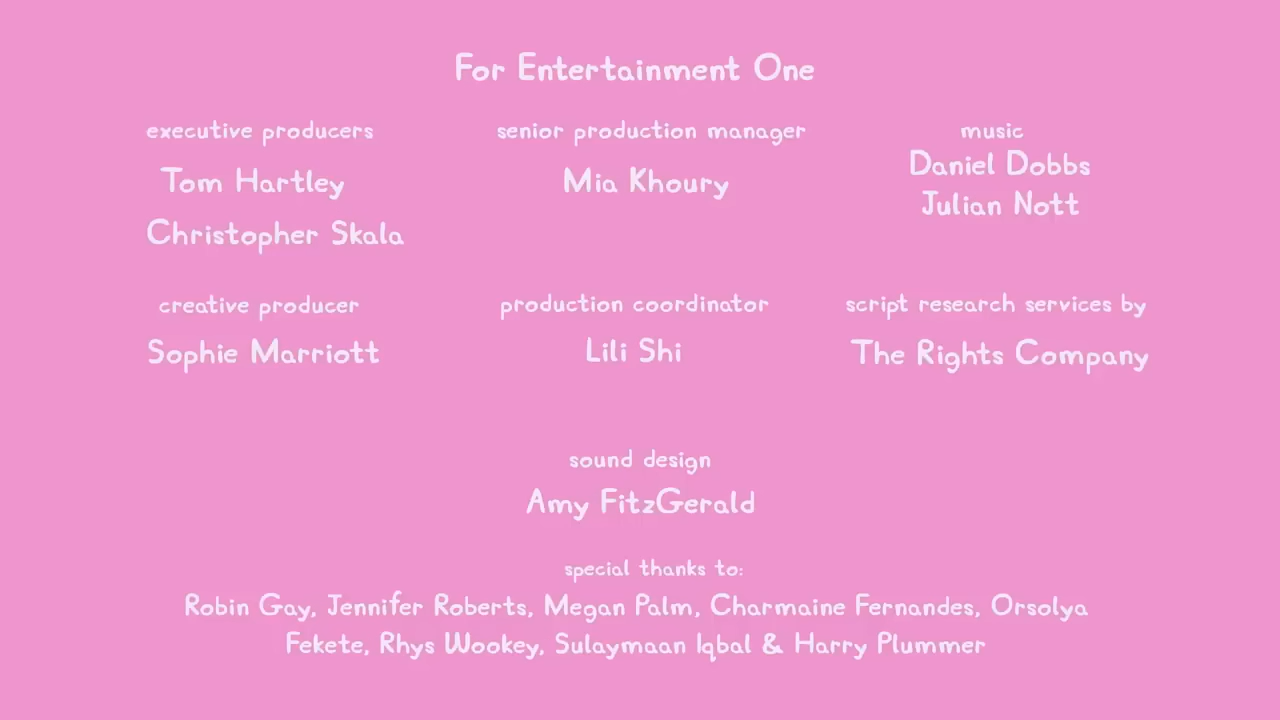 For Entertainment One
executive producers
Tom Hartley
Christopher Skala
senior production manager
Mia Khoury
music
Daniel Dobbs
Julian Nott
creative producer
Sophie Marriott
production coordinator
Lili Shi
script research services by
The Rights Company
sound design
Amy FitzGerald
special thanks to:
Robin Gay, Jennifer Roberts, Megan Palm, Charmaine Fernandes, Orsolya
Fekete, Rhys Wookey, Sulaymaan Iqbal & Harry Plummer